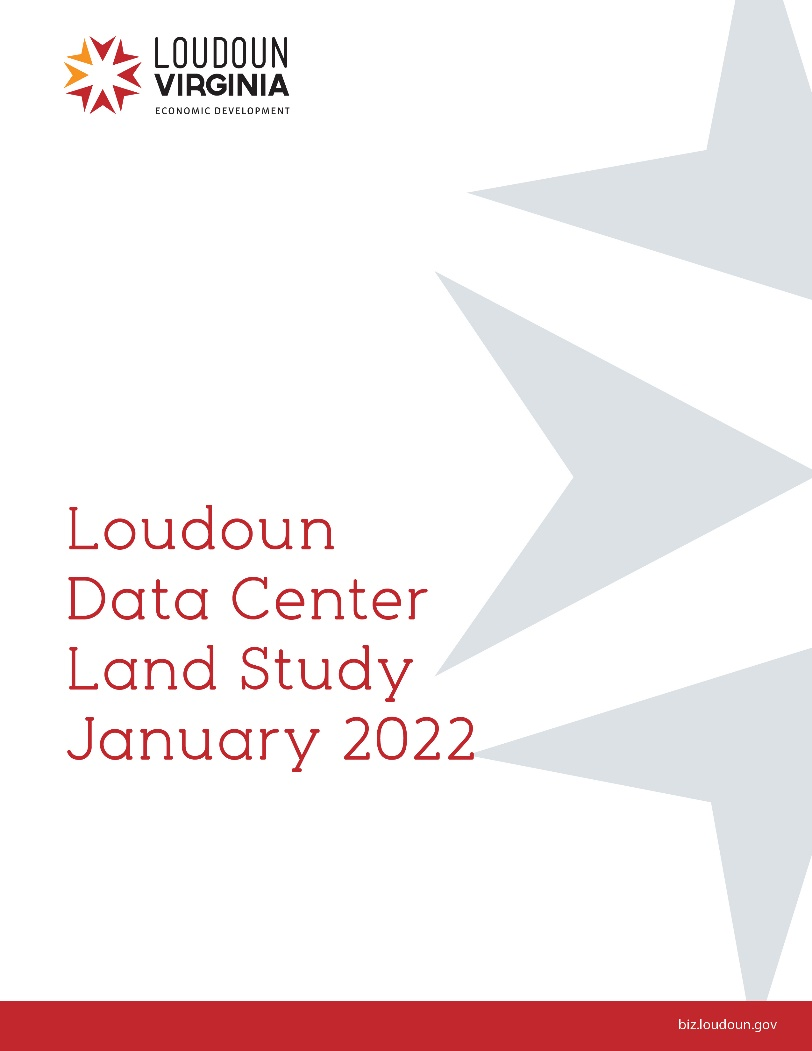 LOUDOUN
VIRGINIA
ECONOMIC DEVELOPMENT
Loudoun
Data Center
Land Study
January 2022
biz.loudoun.gov